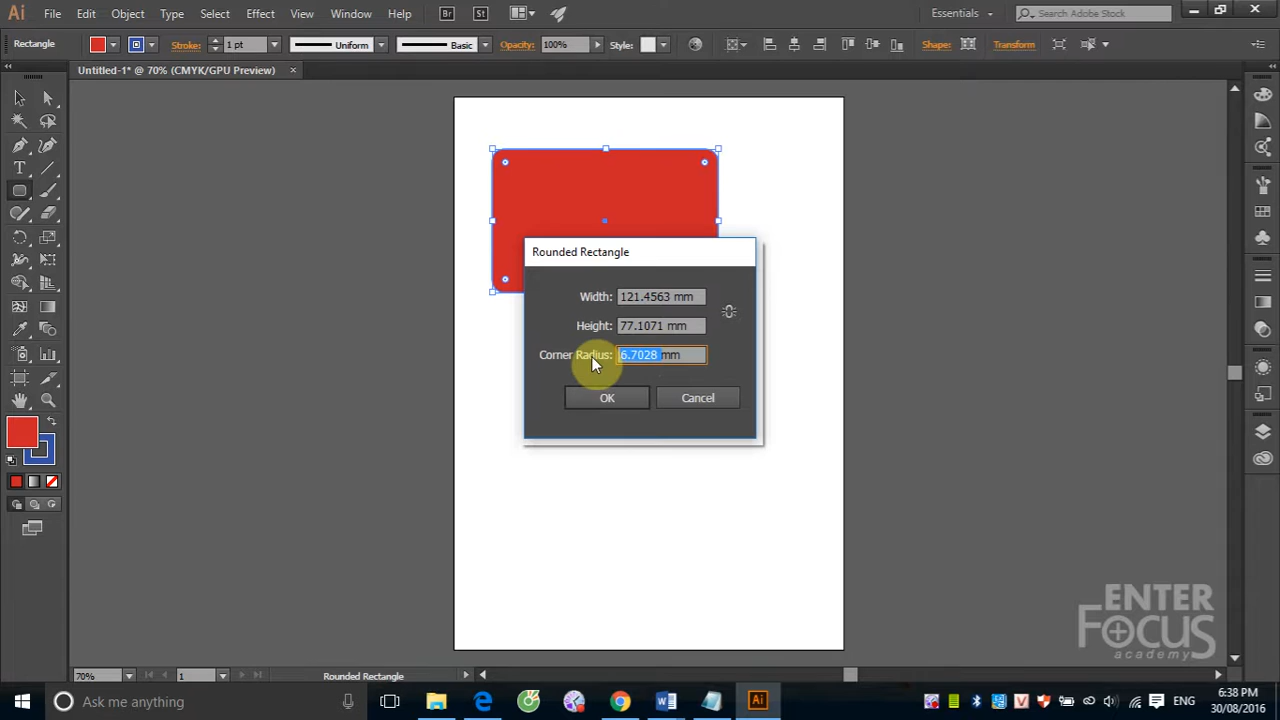 Ai File Edit Object Type Select Effect View Window Help Br St Essentials Search Adobe Stock
Rectangle Stroke: 1 pt Uniform Basic Opacity: 100% Style: Shape: Transform
Untitled-1* @ 70% (CMYK/GPU Preview) ×
Rounded Rectangle
Width: 121.4563 mm
Height: 77.1071 mm
Corner Radius: 6.7028 mm
OK Cancel
ENTER
FOCUS
academy
70% 1 Rounded Rectangle
Ask me anything Ai ENG 6:38 PM
30/08/2016